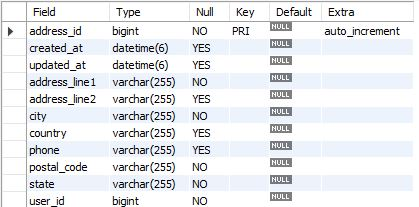 Field Type Null Key Default Extra
address_id bigint NO PRI NULL auto_increment
created_at datetime(6) YES NULL
updated_at datetime(6) YES NULL
address_line1 varchar(255) NO NULL
address_line2 varchar(255) YES NULL
city varchar(255) NO NULL
country varchar(255) YES NULL
phone varchar(255) YES NULL
postal_code varchar(255) NO NULL
state varchar(255) NO NULL
user_id bigint NO NULL